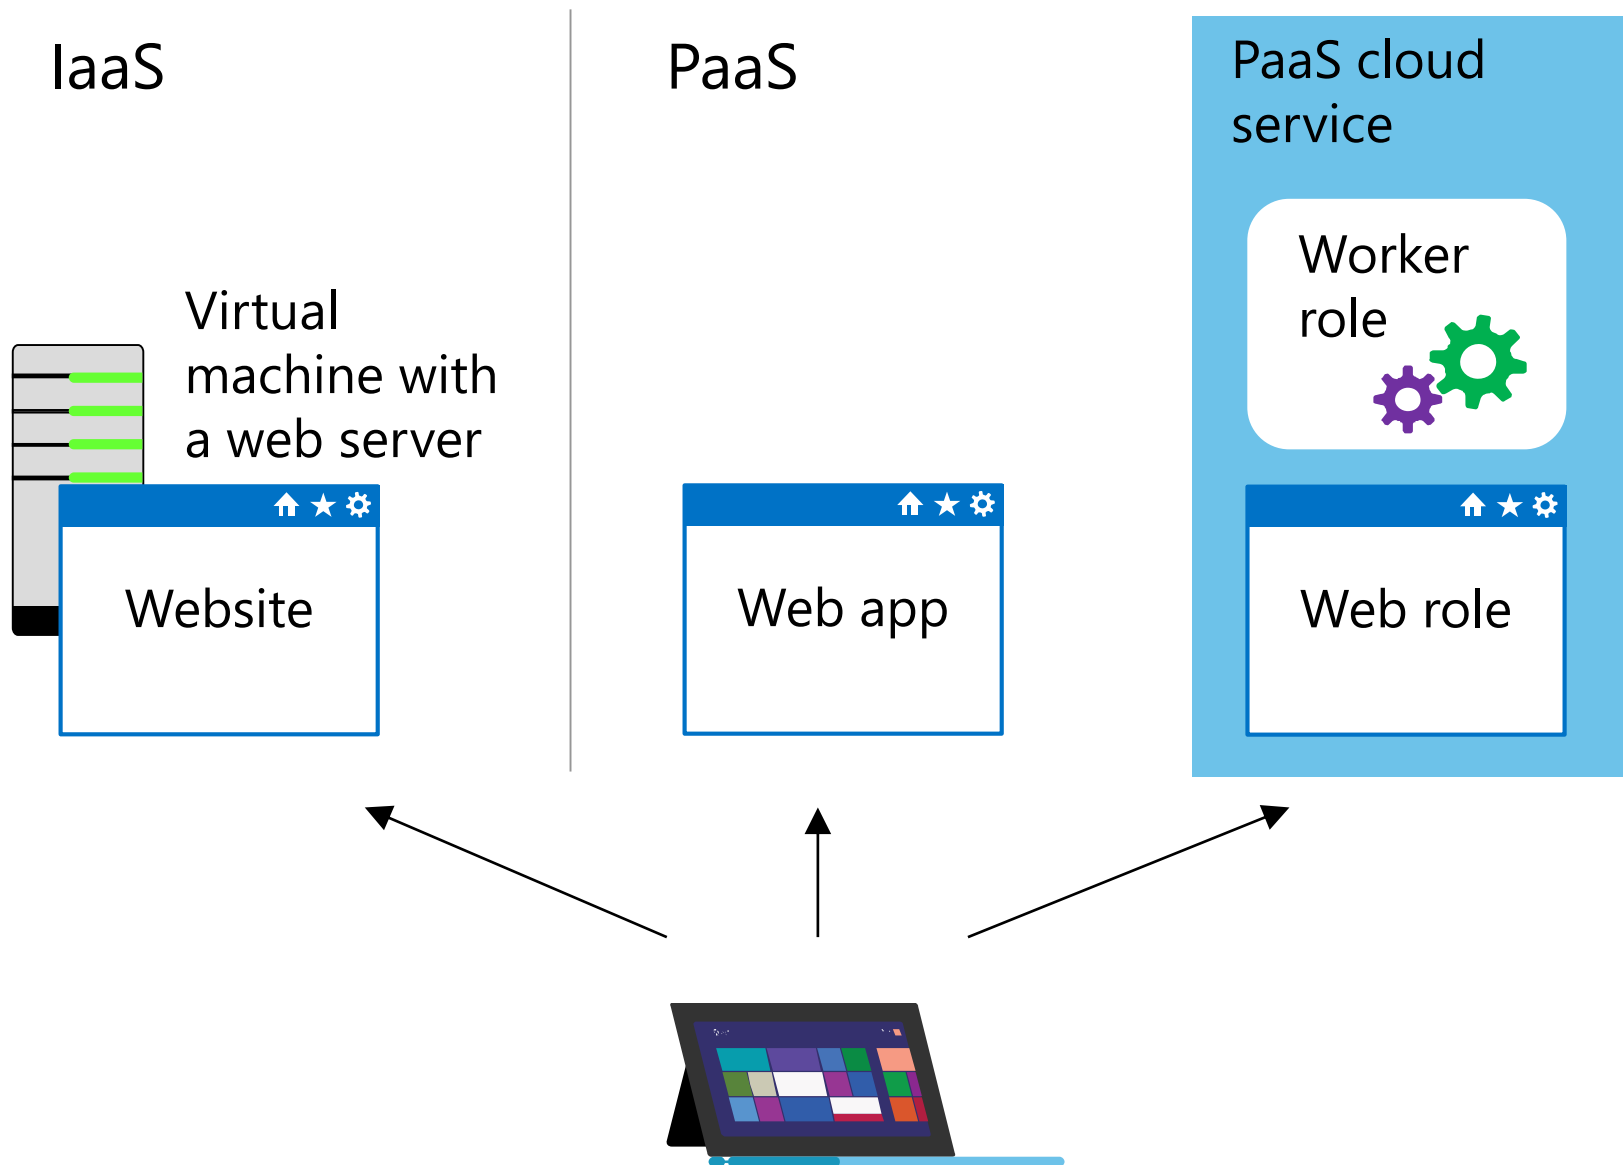 IaaS
PaaS
PaaS cloud
service
Worker
role
Virtual
machine with
a web server
Website
Web app
Web role